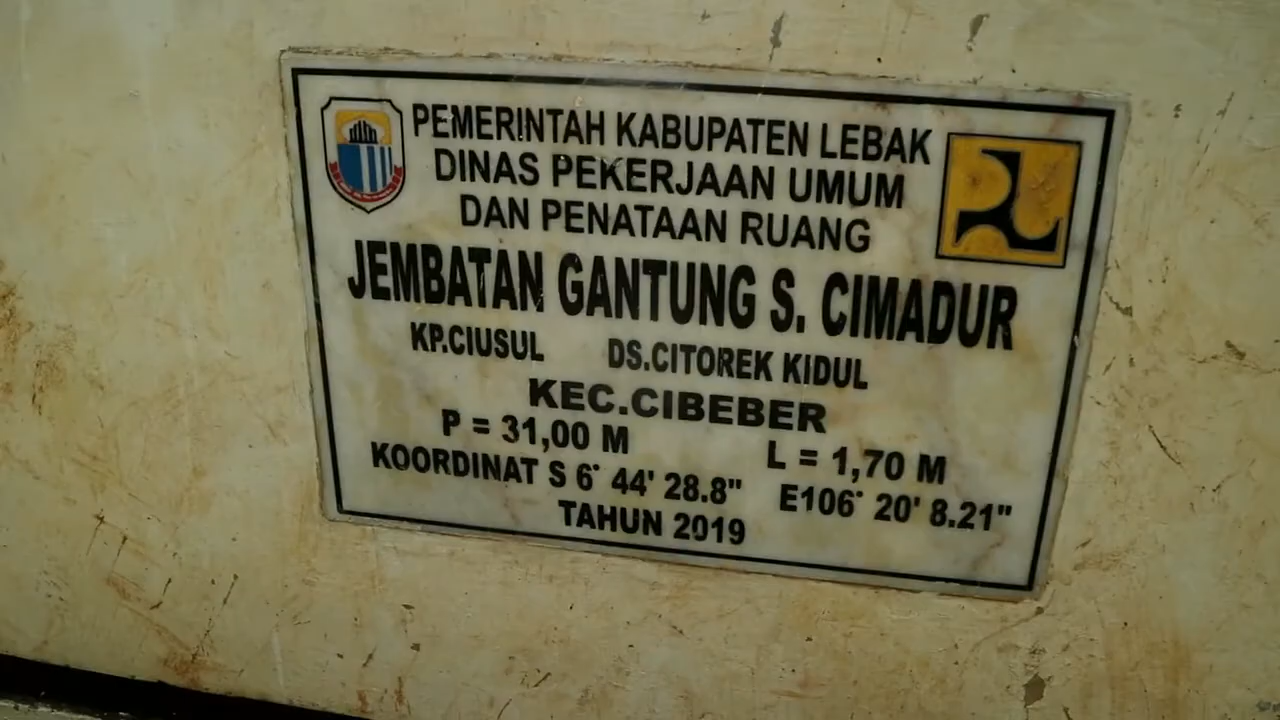 PEMERINTAH KABUPATEN LEBAK
DINAS PEKERJAAN UMUM
DAN PENATAAN RUANG
JEMBATAN GANTUNG S. CIMADUR
KP.CIUSUL DS.CITOREK KIDUL
KEC.CIBEBER
P = 31,00 M L = 1,70 M
KOORDINAT S 6° 44' 28.8" E106° 20' 8.21"
TAHUN 2019